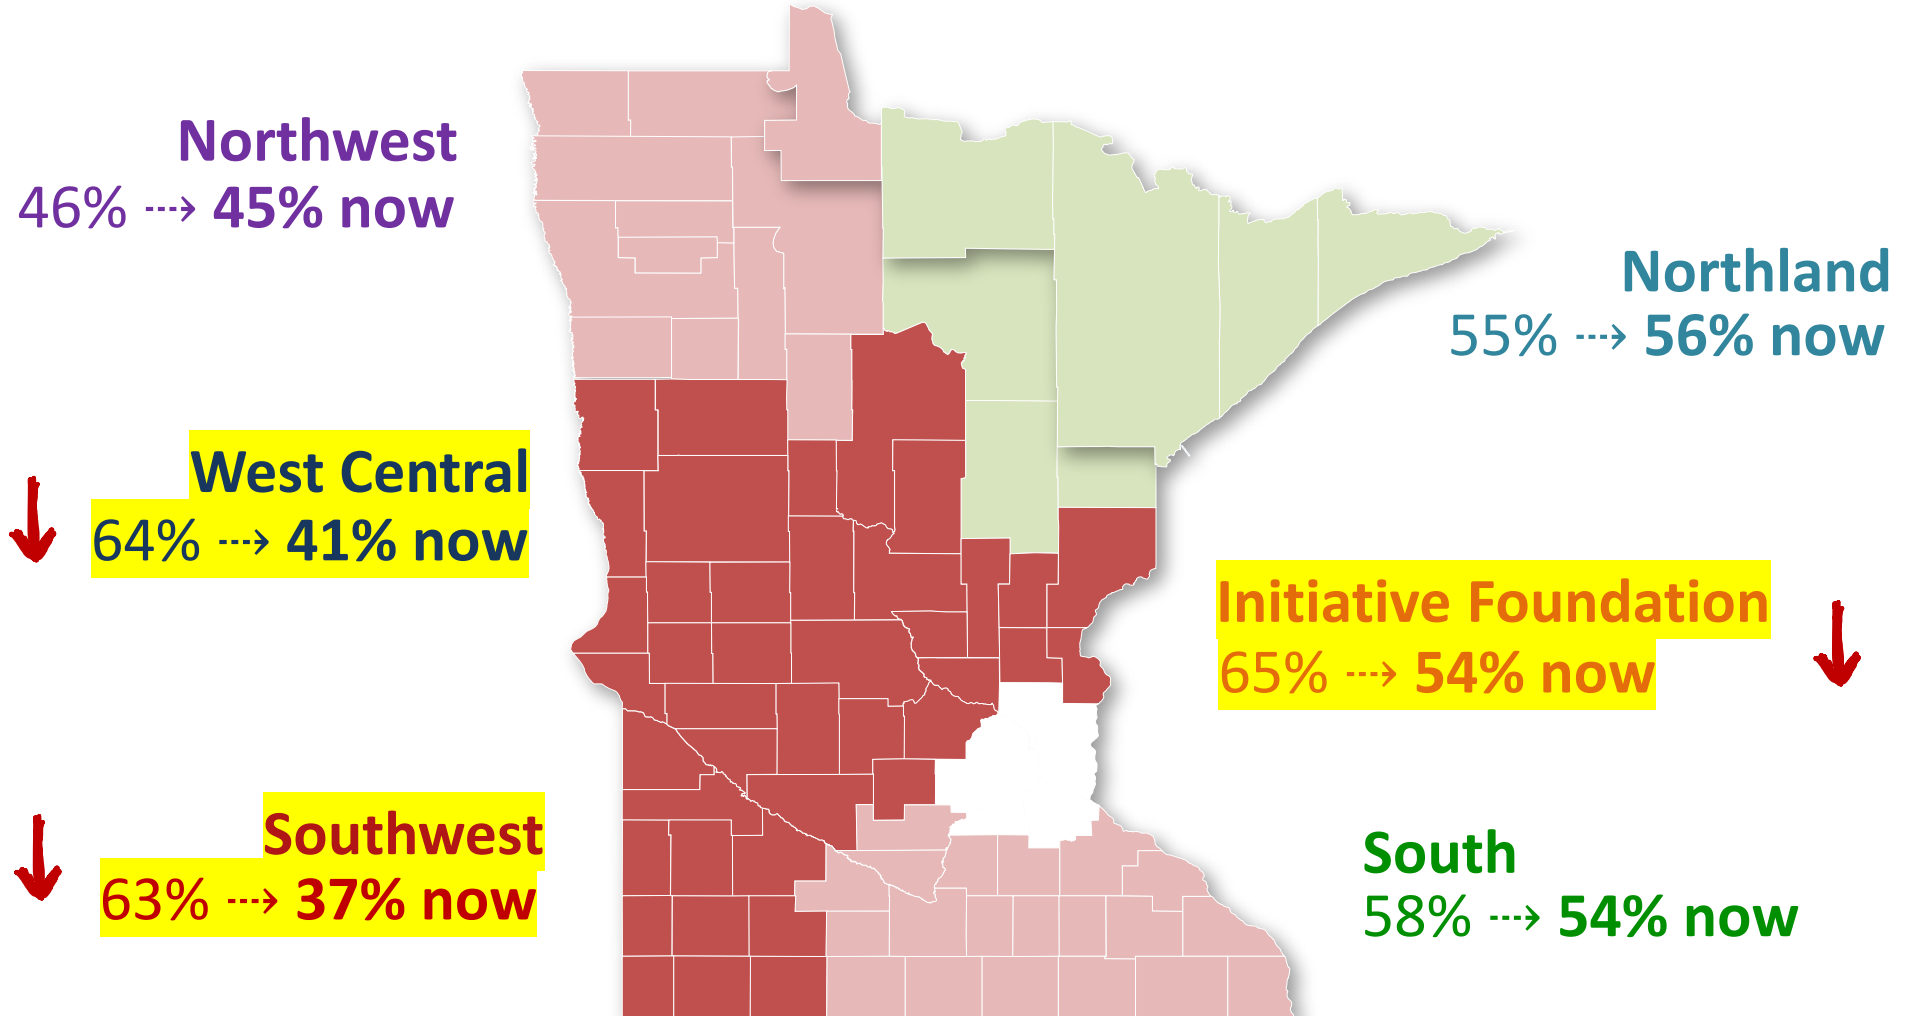 Northwest
46% ⇢ 45% now
Northland
55% ⇢ 56% now
West Central
64% ⇢ 41% now
Initiative Foundation
65% ⇢ 54% now
Southwest
63% ⇢ 37% now
South
58% ⇢ 54% now